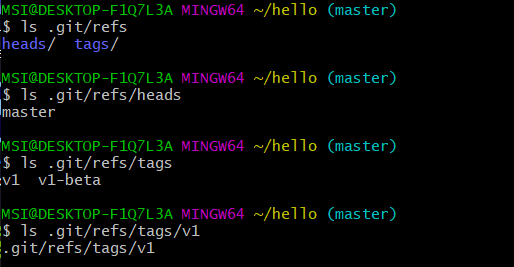 MSI@DESKTOP-F1Q7L3A MINGW64 ~/hello (master)
$ ls .git/refs
heads/  tags/
MSI@DESKTOP-F1Q7L3A MINGW64 ~/hello (master)
$ ls .git/refs/heads
master
MSI@DESKTOP-F1Q7L3A MINGW64 ~/hello (master)
$ ls .git/refs/tags
v1  v1-beta
MSI@DESKTOP-F1Q7L3A MINGW64 ~/hello (master)
$ ls .git/refs/tags/v1
.git/refs/tags/v1